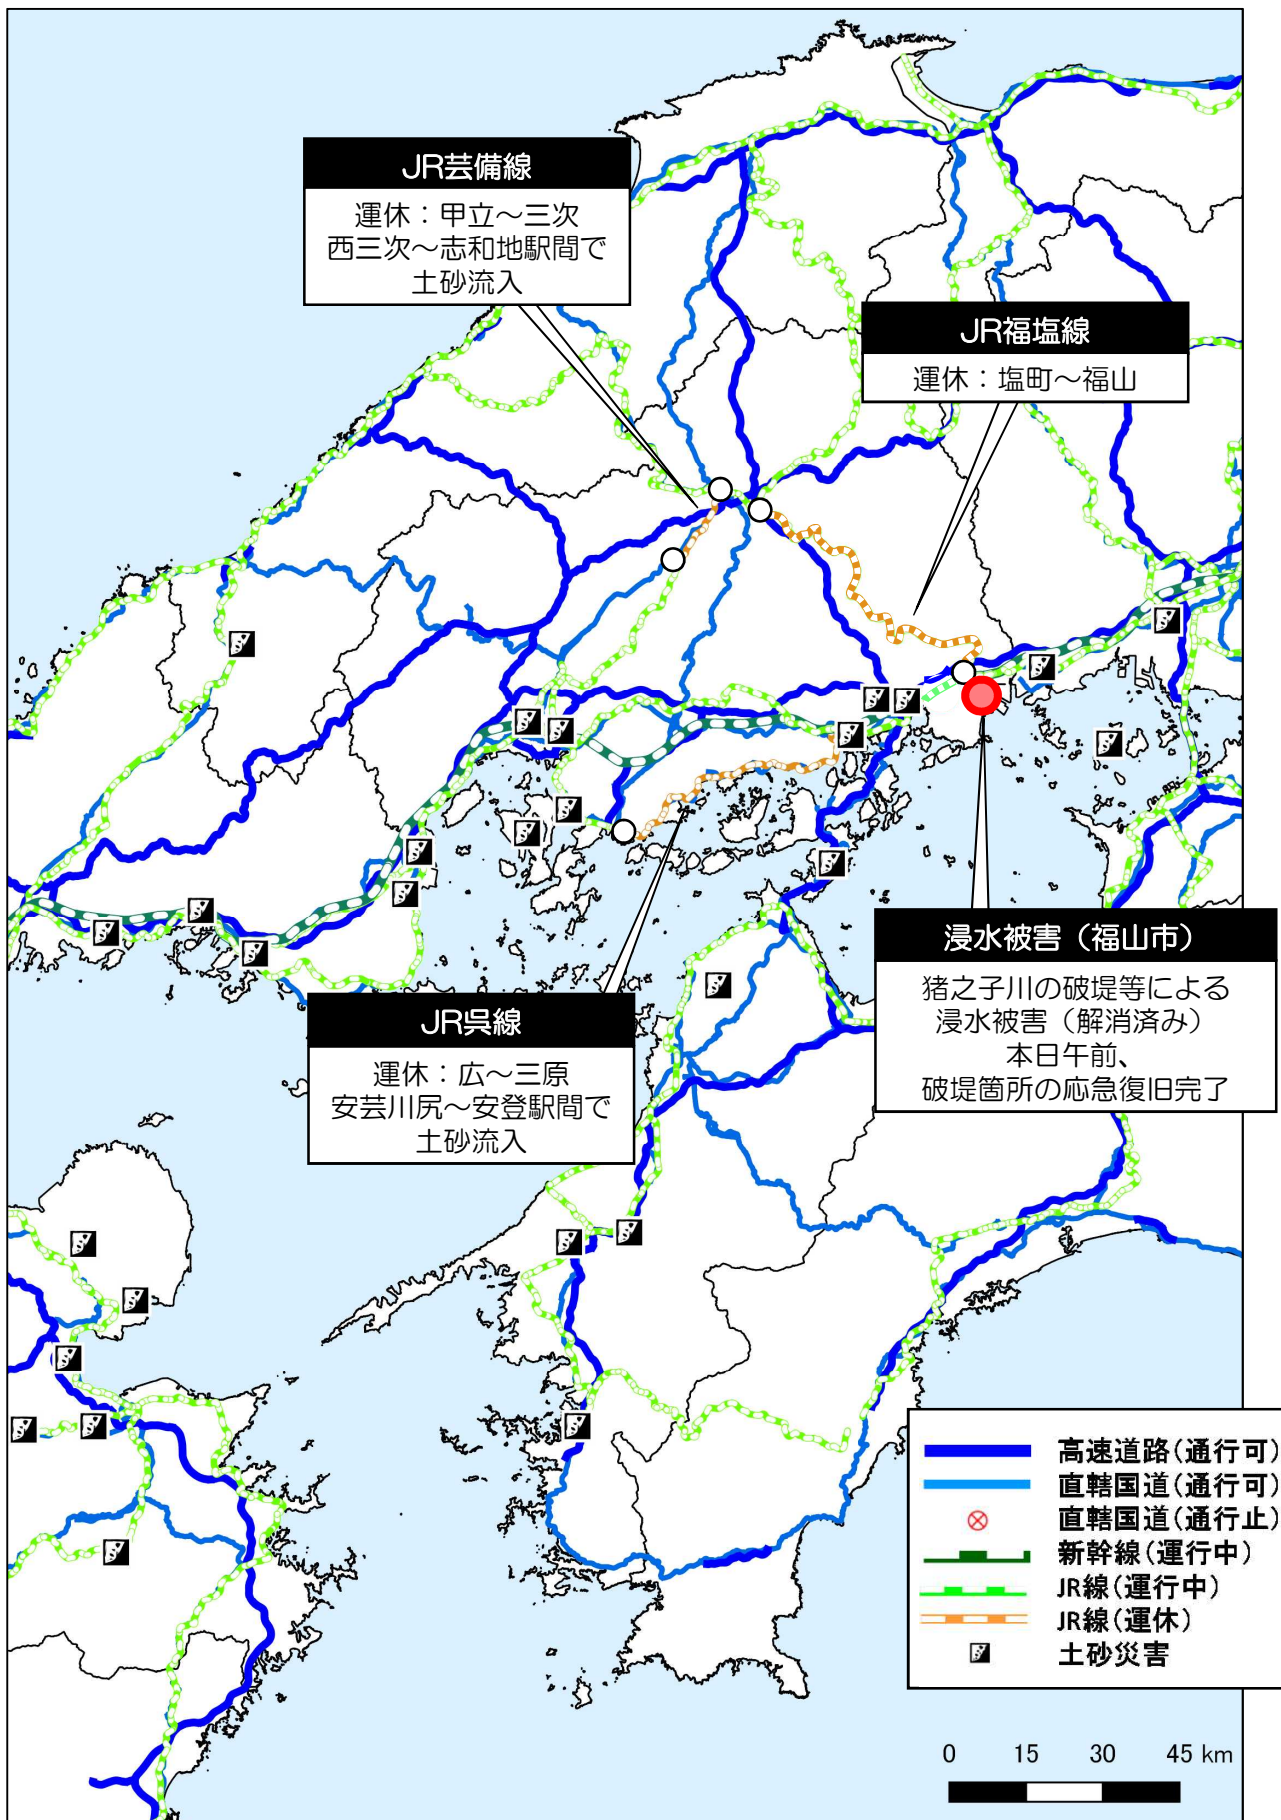 JR芸備線
運休：甲立～三次
西三次～志和地駅間で
土砂流入
JR福塩線
運休：塩町～福山
浸水被害（福山市）
猪之子川の破堤等による
浸水被害（解消済み）
本日午前、
破堤箇所の応急復旧完了
JR呉線
運休：広～三原
安芸川尻～安登駅間で
土砂流入
高速道路(通行可)
直轄国道(通行可)
直轄国道(通行止)
新幹線(運行中)
JR線(運行中)
JR線(運休)
土砂災害
0 15 30 45 km